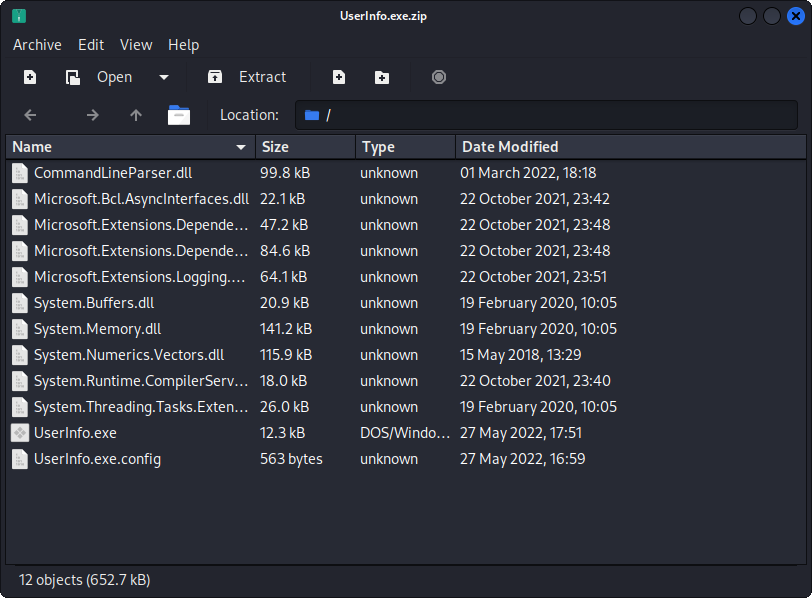 UserInfo.exe.zip
Archive Edit View Help
Open Extract
Location: /
Name Size Type Date Modified
CommandLineParser.dll 99.8 kB unknown 01 March 2022, 18:18
Microsoft.Bcl.AsyncInterfaces.dll 22.1 kB unknown 22 October 2021, 23:42
Microsoft.Extensions.Depende... 47.2 kB unknown 22 October 2021, 23:48
Microsoft.Extensions.Depende... 84.6 kB unknown 22 October 2021, 23:48
Microsoft.Extensions.Logging.... 64.1 kB unknown 22 October 2021, 23:51
System.Buffers.dll 20.9 kB unknown 19 February 2020, 10:05
System.Memory.dll 141.2 kB unknown 19 February 2020, 10:05
System.Numerics.Vectors.dll 115.9 kB unknown 15 May 2018, 13:29
System.Runtime.CompilerServ... 18.0 kB unknown 22 October 2021, 23:40
System.Threading.Tasks.Exten... 26.0 kB unknown 19 February 2020, 10:05
UserInfo.exe 12.3 kB DOS/Windo... 27 May 2022, 17:51
UserInfo.exe.config 563 bytes unknown 27 May 2022, 16:59
12 objects (652.7 kB)